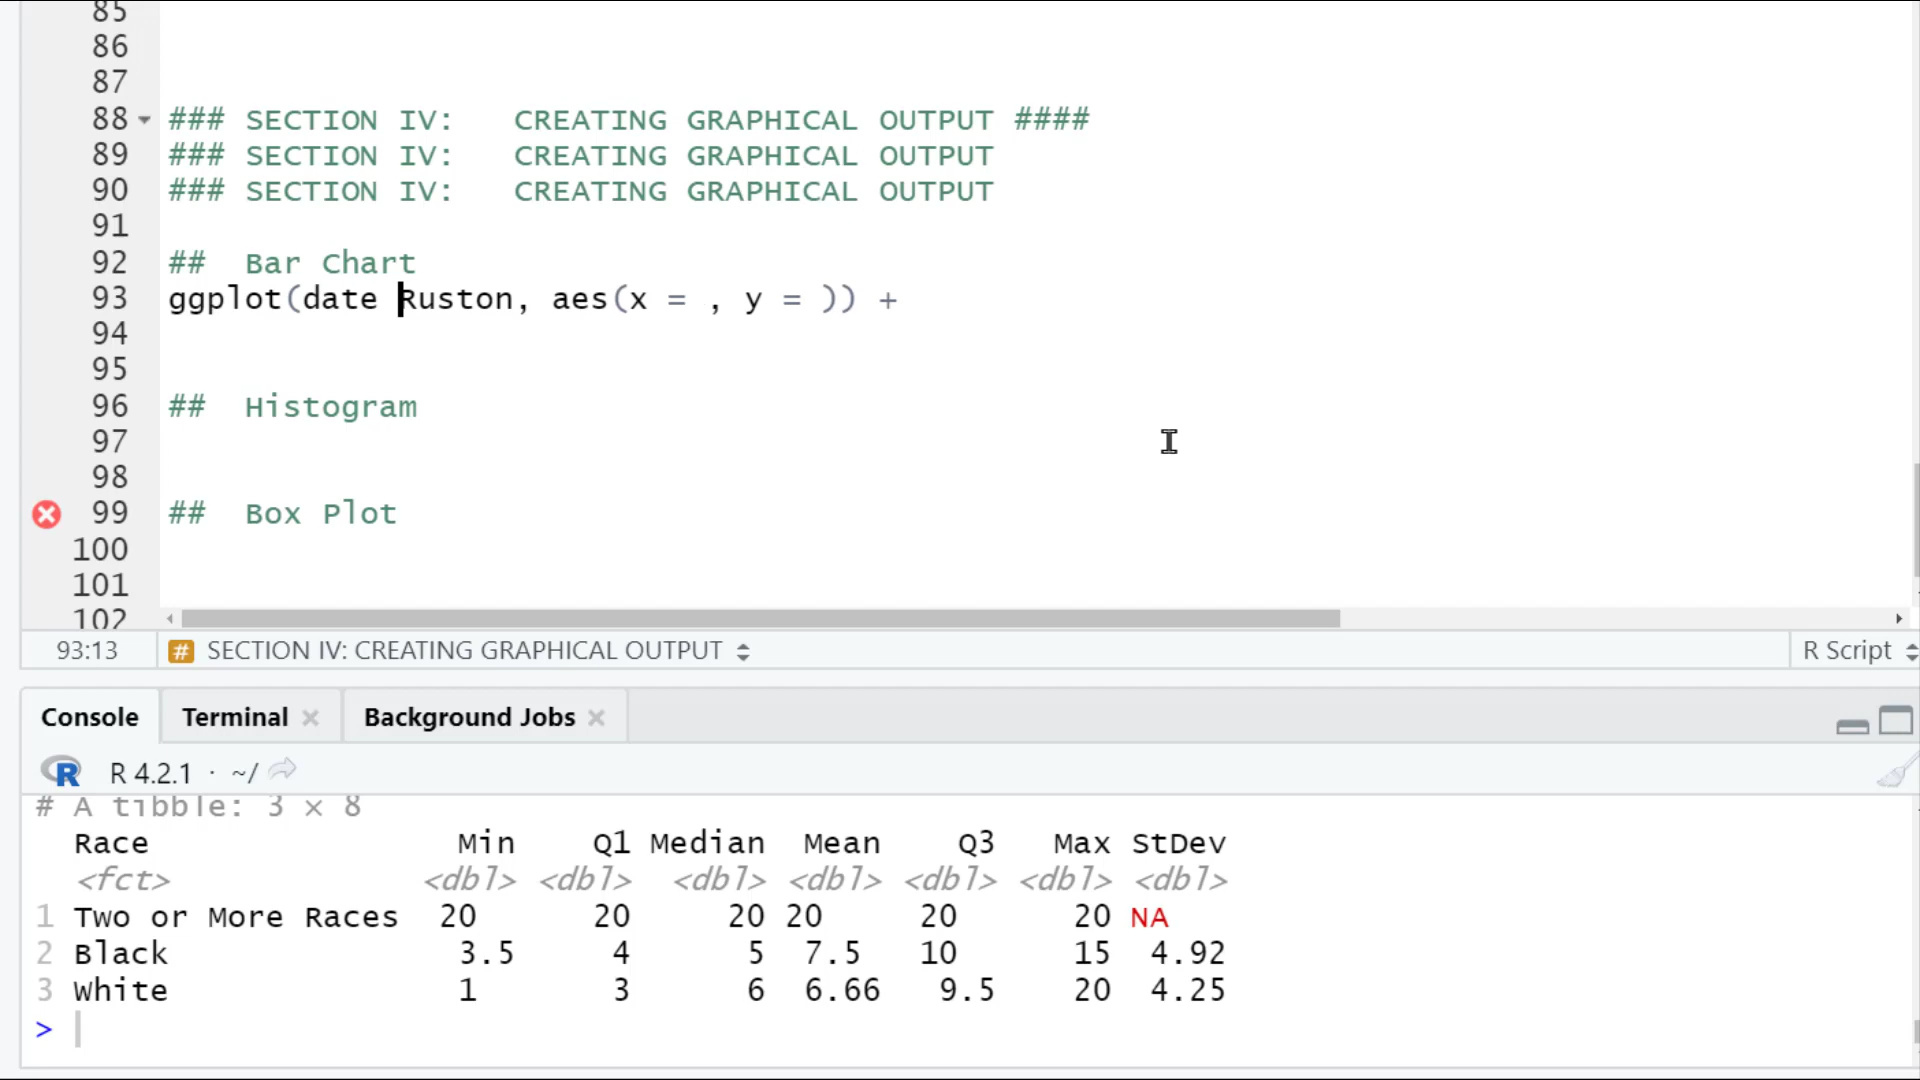 85
86
87
88 ### SECTION IV:   CREATING GRAPHICAL OUTPUT ####
89 ### SECTION IV:   CREATING GRAPHICAL OUTPUT
90 ### SECTION IV:   CREATING GRAPHICAL OUTPUT
91
92 ##  Bar Chart
93 ggplot(date Ruston, aes(x = , y = )) +
94
95
96 ##  Histogram
97
98
99 ##  Box Plot
100
101
102
93:13 # SECTION IV: CREATING GRAPHICAL OUTPUT R Script
Console Terminal Background Jobs
R R 4.2.1 · ~/
# A tibble: 3 × 8
Race Min Q1 Median Mean Q3 Max StDev
<fct> <dbl> <dbl> <dbl> <dbl> <dbl> <dbl> <dbl>
1 Two or More Races 20 20 20 20 20 20 NA
2 Black 3.5 4 5 7.5 10 15 4.92
3 White 1 3 6 6.66 9.5 20 4.25
>